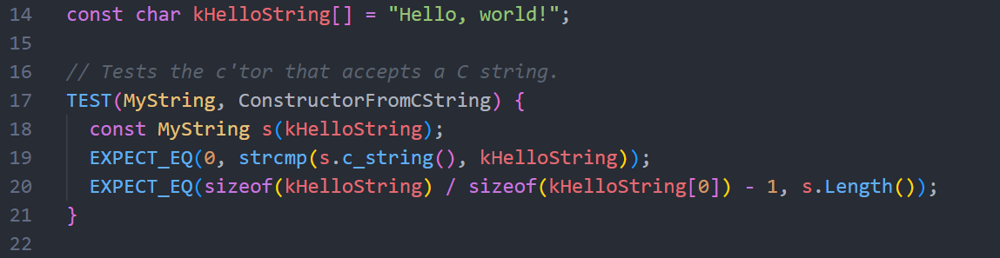 14 const char kHelloString[] = "Hello, world!";
15
16 // Tests the c'tor that accepts a C string.
17 TEST(MyString, ConstructorFromCString) {
18   const MyString s(kHelloString);
19   EXPECT_EQ(0, strcmp(s.c_string(), kHelloString));
20   EXPECT_EQ(sizeof(kHelloString) / sizeof(kHelloString[0]) - 1, s.Length());
21 }
22